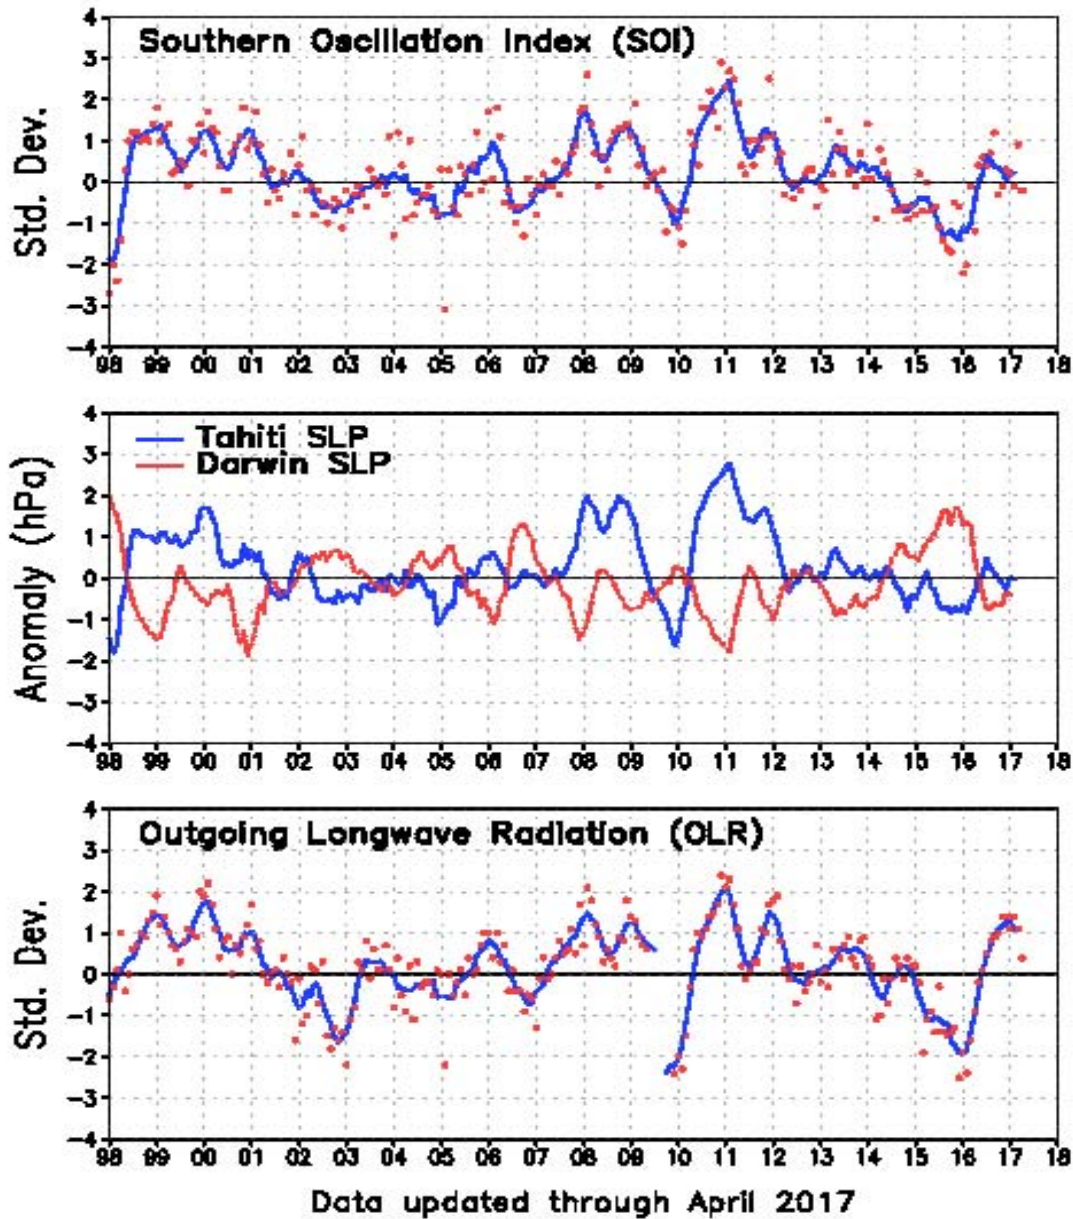 Southern Oscillation Index (SOI)
Std. Dev.
4
3
2
1
0
-1
-2
-3
-4
98 99 00 01 02 03 04 05 06 07 08 09 10 11 12 13 14 15 16 17 18
Tahiti SLP
Darwin SLP
Anomaly (hPa)
4
3
2
1
0
-1
-2
-3
-4
98 99 00 01 02 03 04 05 06 07 08 09 10 11 12 13 14 15 16 17 18
Outgoing Longwave Radiation (OLR)
Std. Dev.
4
3
2
1
0
-1
-2
-3
-4
98 99 00 01 02 03 04 05 06 07 08 09 10 11 12 13 14 15 16 17 18
Data updated through April 2017